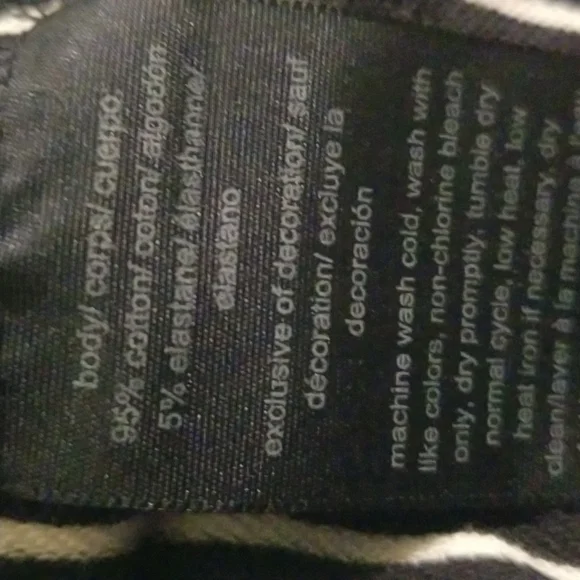 body/ corps/ cuerpo:
95% cotton/ coton/ algodón
5% elastane/ élasthanne/
elastano
exclusive of decoration/ sauf
décoration/ excluye la
decoración
machine wash cold, wash with
like colors, non-chlorine bleach
only, dry promptly, tumble dry
normal cycle, low heat, low
heat iron if necessary, dry
clean/laver à la machine à